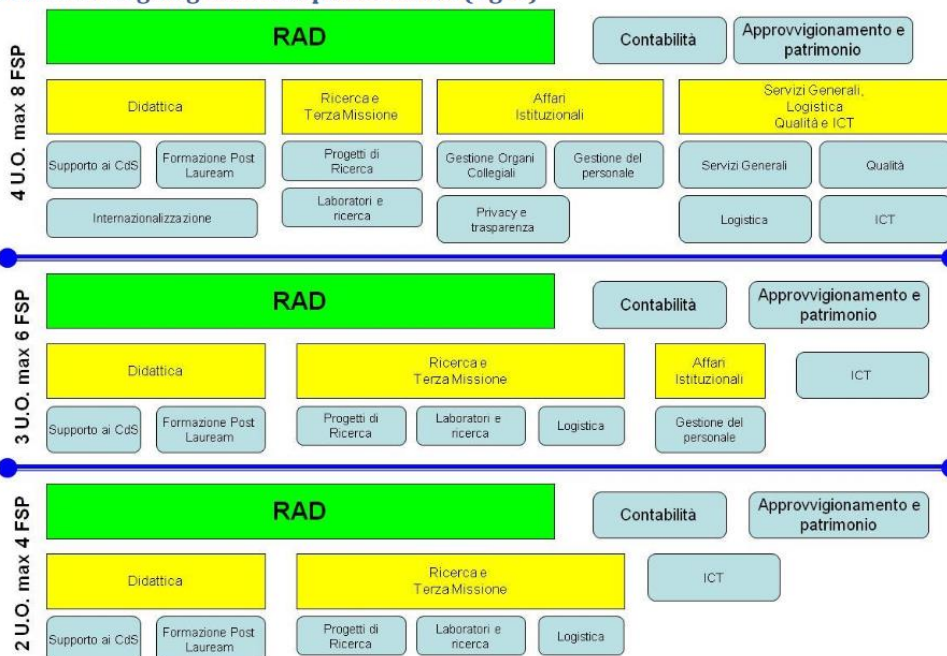 4 U.O. max 8 FSP
RAD
Contabilità
Approvvigionamento e
patrimonio
Didattica
Ricerca e
Terza Missione
Affari
Istituzionali
Servizi Generali,
Logistica
Qualità e ICT
Supporto ai CdS
Formazione Post
Lauream
Progetti di
Ricerca
Gestione Organi
Collegiali
Gestione del
personale
Servizi Generali
Qualità
Internazionalizzazione
Laboratori e
ricerca
Privacy e
trasparenza
Logistica
ICT
3 U.O. max 6 FSP
RAD
Contabilità
Approvvigionamento e
patrimonio
Didattica
Ricerca e
Terza Missione
Affari
Istituzionali
ICT
Supporto ai CdS
Formazione Post
Lauream
Progetti di
Ricerca
Laboratori e
ricerca
Logistica
Gestione del
personale
2 U.O. max 4 FSP
RAD
Contabilità
Approvvigionamento e
patrimonio
Didattica
Ricerca e
Terza Missione
ICT
Supporto ai CdS
Formazione Post
Lauream
Progetti di
Ricerca
Laboratori e
ricerca
Logistica